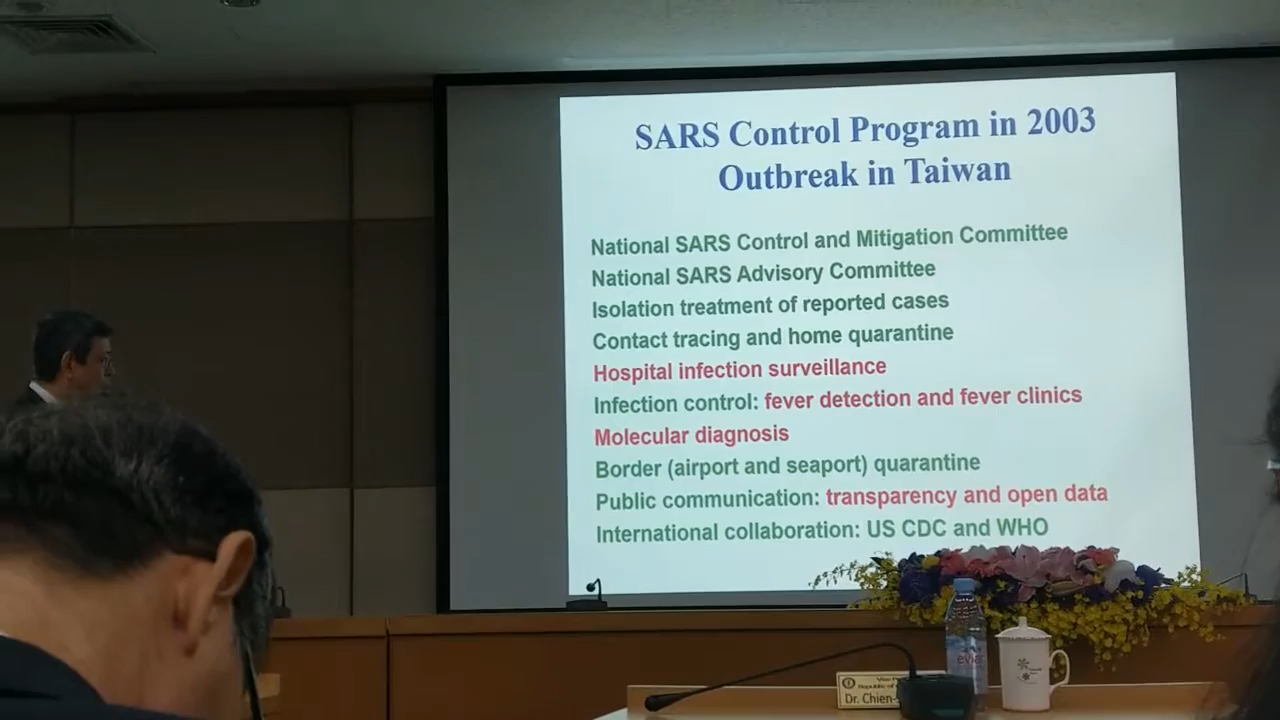 SARS Control Program in 2003
Outbreak in Taiwan
National SARS Control and Mitigation Committee
National SARS Advisory Committee
Isolation treatment of reported cases
Contact tracing and home quarantine
Hospital infection surveillance
Infection control: fever detection and fever clinics
Molecular diagnosis
Border (airport and seaport) quarantine
Public communication: transparency and open data
International collaboration: US CDC and WHO
evian
Republic of
Dr. Chien-